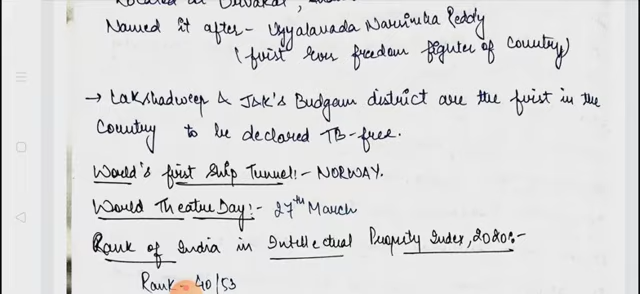 Named it after - Uyyalavada Narsimha Reddy
(first ever freedom fighter of Country)
→ Lakshadweep & J&K's Budgam district are the first in the
Country to be declared TB-free.
World's first Ship Tunnel:- NORWAY.
World Theatre Day:- 27th March
Rank of India in Intellectual Property Index, 2020:-
Rank - 40/53